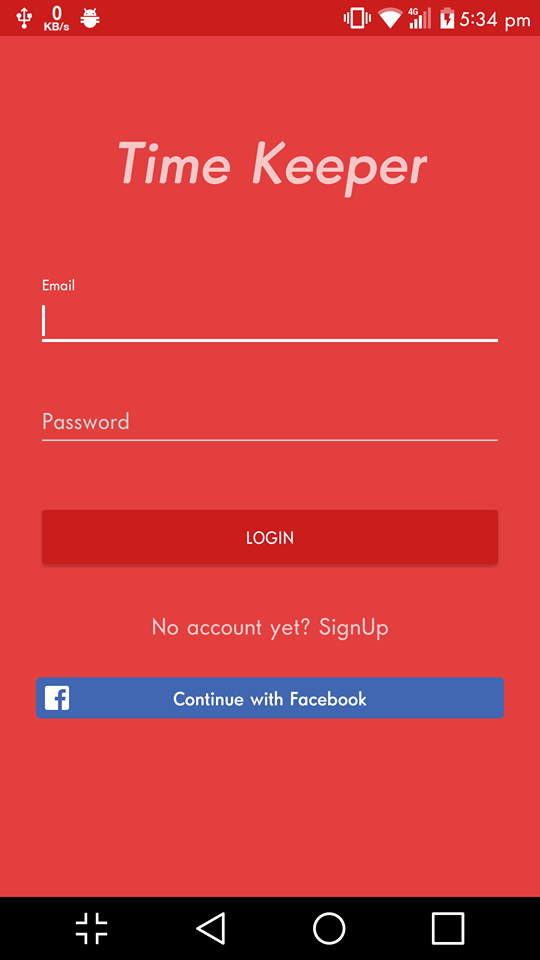 0
KB/s
4G
5:34 pm
Time Keeper
Email
Password
LOGIN
No account yet? SignUp
Continue with Facebook